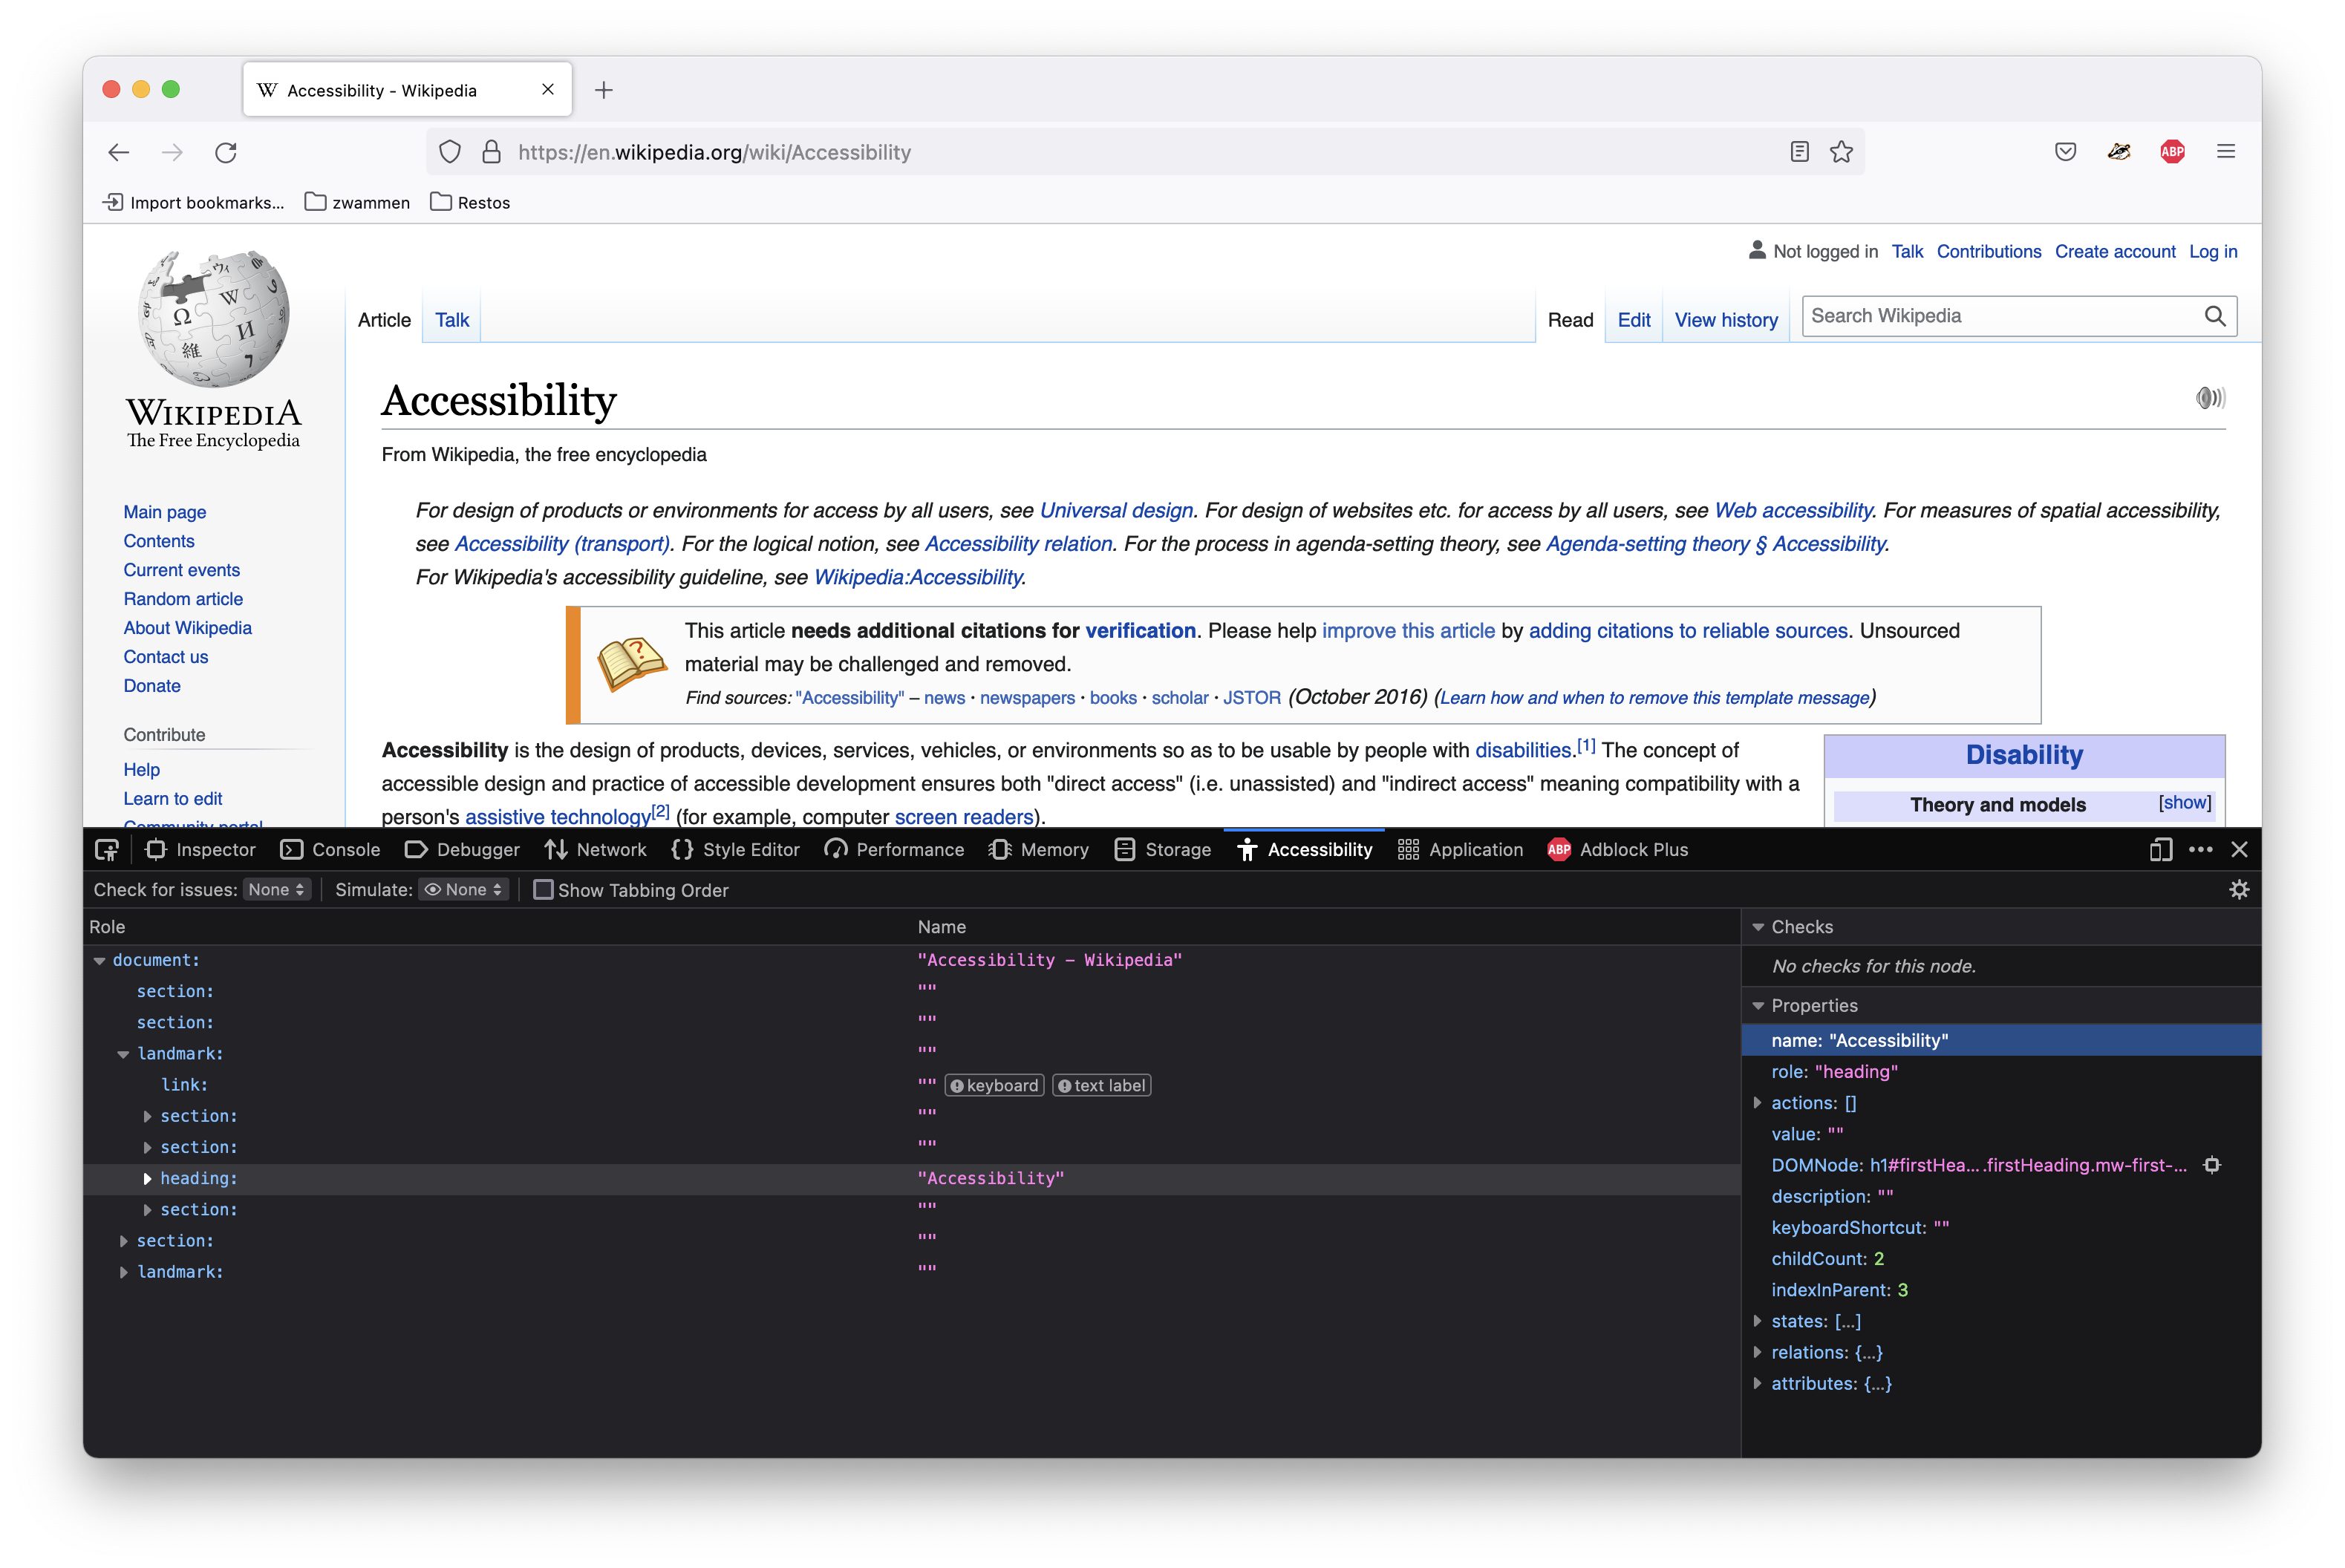 Accessibility - Wikipedia
https://en.wikipedia.org/wiki/Accessibility
ABP
Import bookmarks... zwammen Restos
Not logged in Talk Contributions Create account Log in
Article Talk Read Edit View history Search Wikipedia
WIKIPEDIA
The Free Encyclopedia
Main page
Contents
Current events
Random article
About Wikipedia
Contact us
Donate
Contribute
Help
Learn to edit
Community portal
Accessibility
From Wikipedia, the free encyclopedia
For design of products or environments for access by all users, see Universal design. For design of websites etc. for access by all users, see Web accessibility. For measures of spatial accessibility,
see Accessibility (transport). For the logical notion, see Accessibility relation. For the process in agenda-setting theory, see Agenda-setting theory § Accessibility.
For Wikipedia's accessibility guideline, see Wikipedia:Accessibility.
This article needs additional citations for verification. Please help improve this article by adding citations to reliable sources. Unsourced
material may be challenged and removed.
Find sources: "Accessibility" – news · newspapers · books · scholar · JSTOR (October 2016) (Learn how and when to remove this template message)
Accessibility is the design of products, devices, services, vehicles, or environments so as to be usable by people with disabilities.[1] The concept of
accessible design and practice of accessible development ensures both "direct access" (i.e. unassisted) and "indirect access" meaning compatibility with a
person's assistive technology[2] (for example, computer screen readers).
Disability
Theory and models [show]
Inspector Console Debugger Network Style Editor Performance Memory Storage Accessibility Application ABP Adblock Plus
Check for issues: None Simulate: None Show Tabbing Order
Role Name
document: "Accessibility - Wikipedia"
section: ""
section: ""
landmark: ""
link: "" keyboard text label
section: ""
section: ""
heading: "Accessibility"
section: ""
section: ""
landmark: ""
Checks
No checks for this node.
Properties
name: "Accessibility"
role: "heading"
actions: []
value: ""
DOMNode: h1#firstHea… .firstHeading.mw-first-…
description: ""
keyboardShortcut: ""
childCount: 2
indexInParent: 3
states: […]
relations: {…}
attributes: {…}